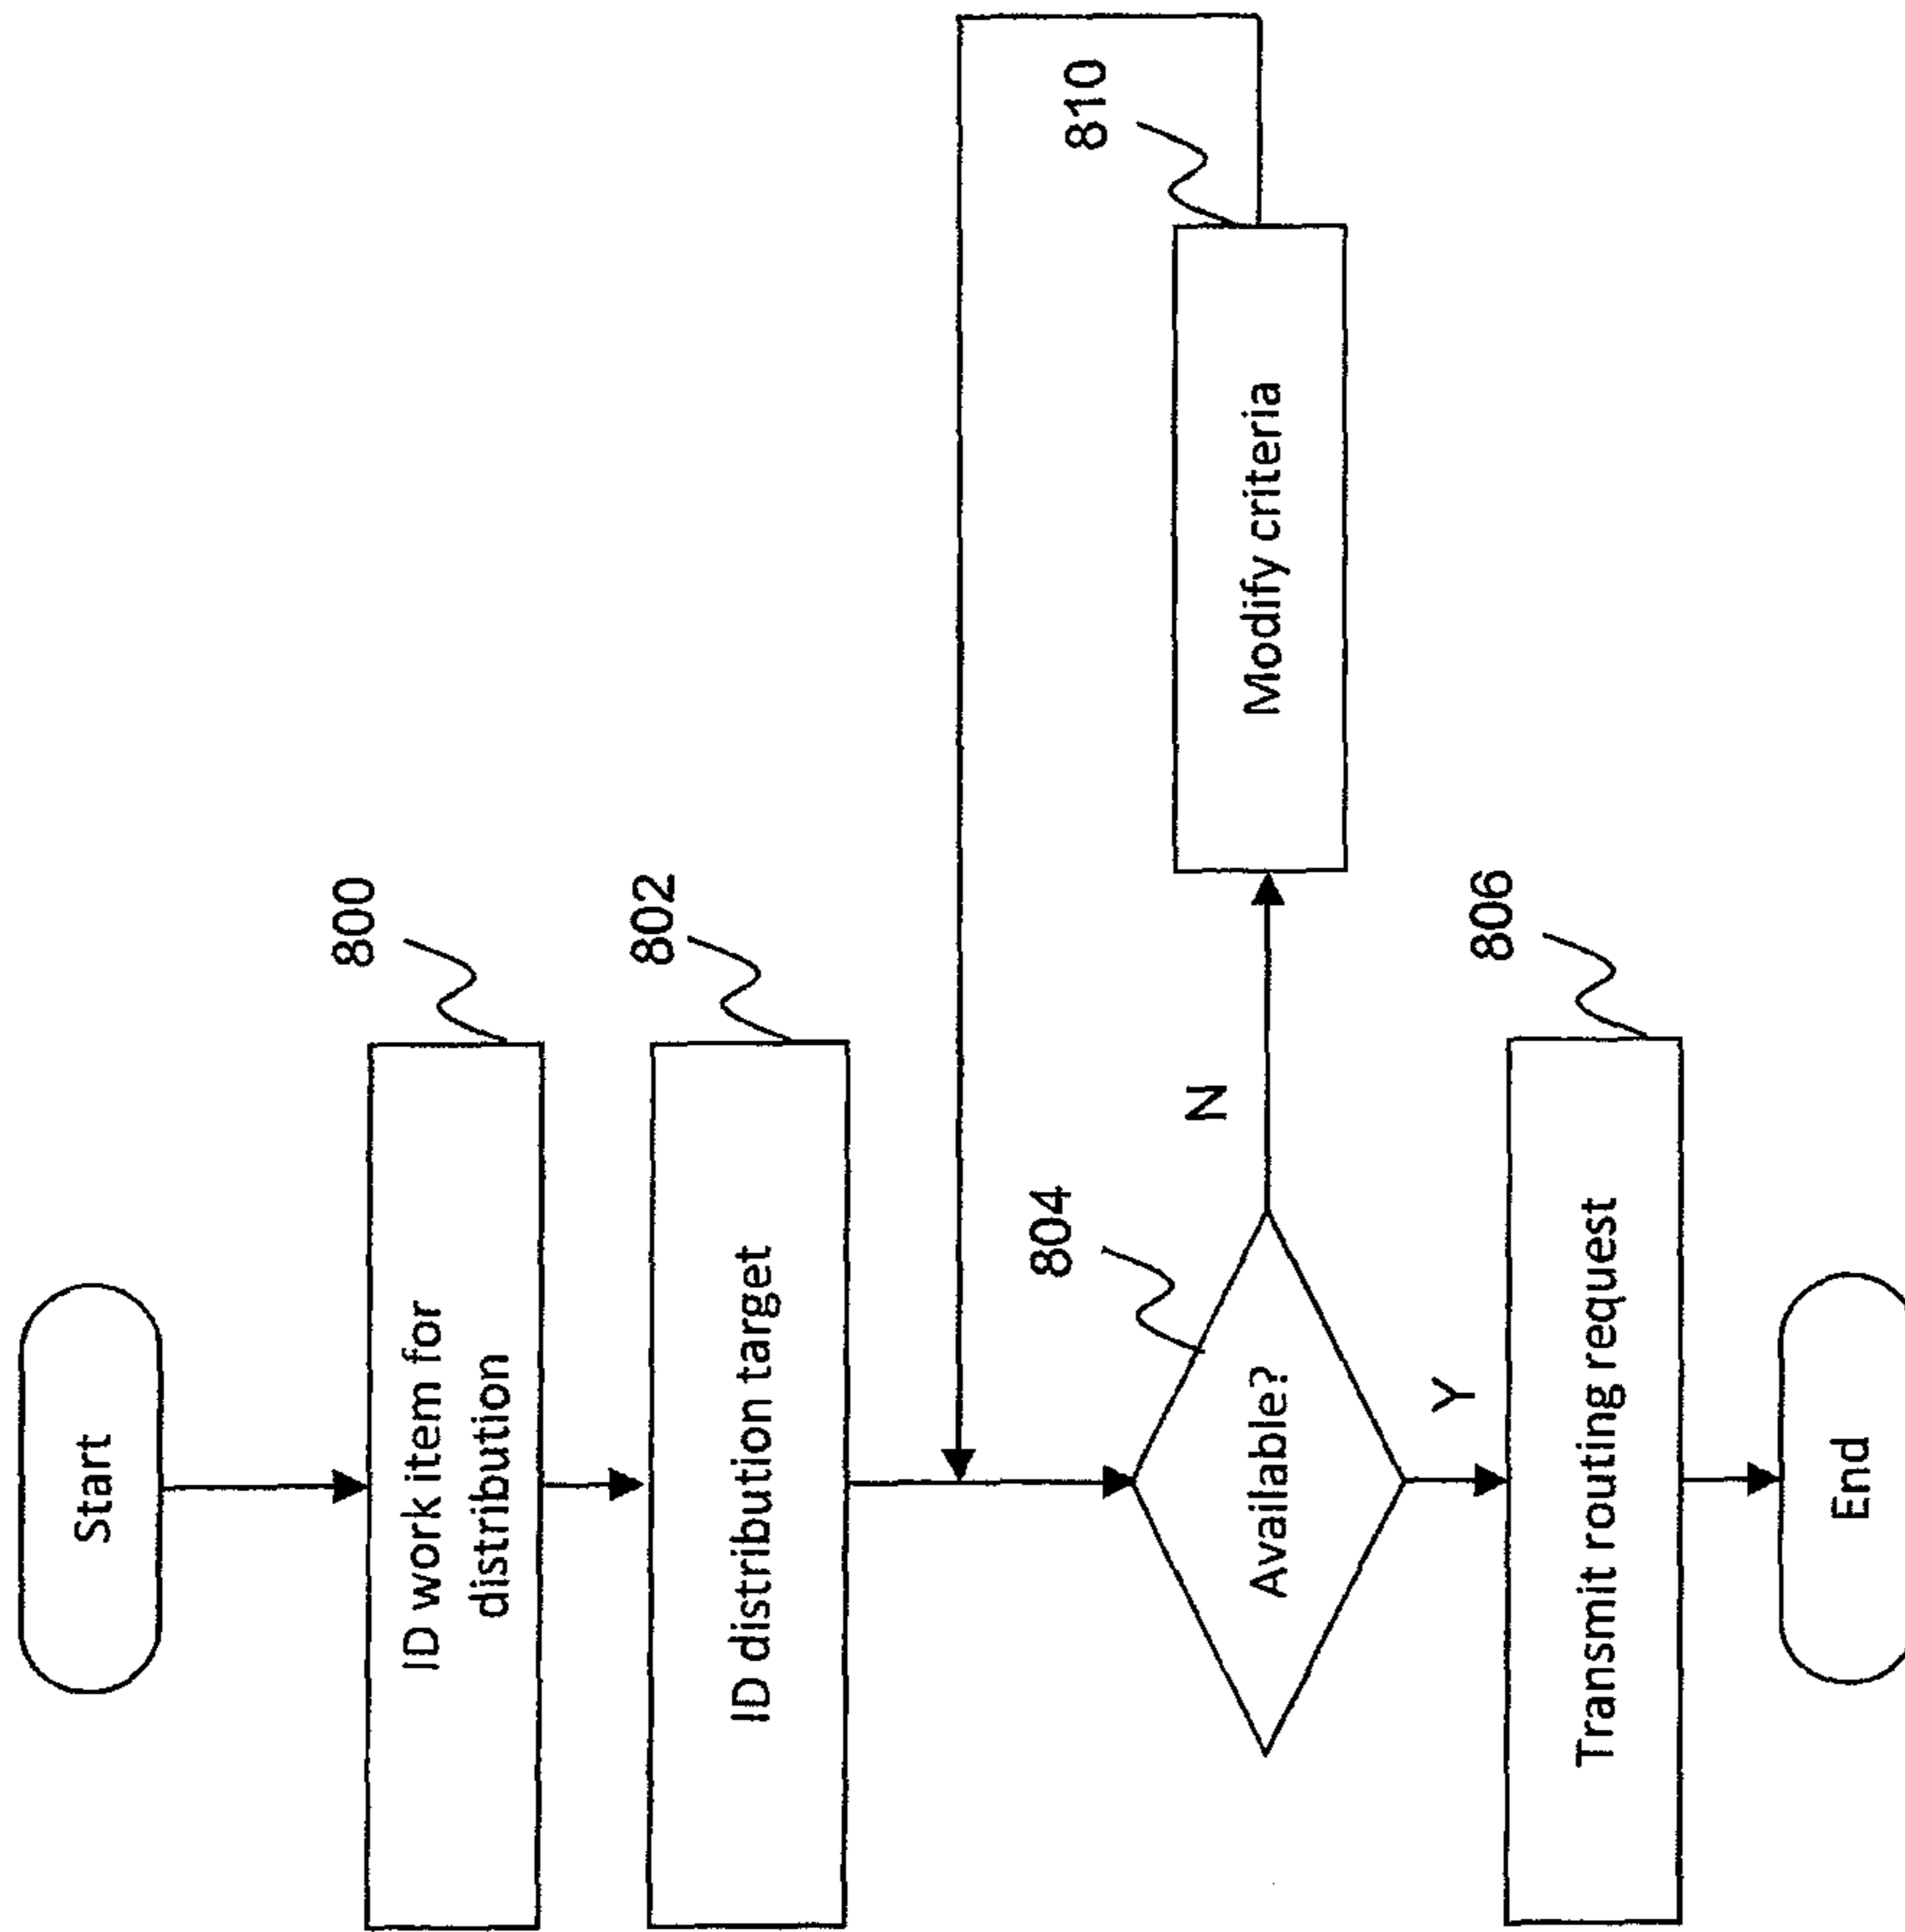 Start
800
ID work item for
distribution
802
ID distribution target
804
Available?
N
810
Modify criteria
Y
806
Transmit routing request
End